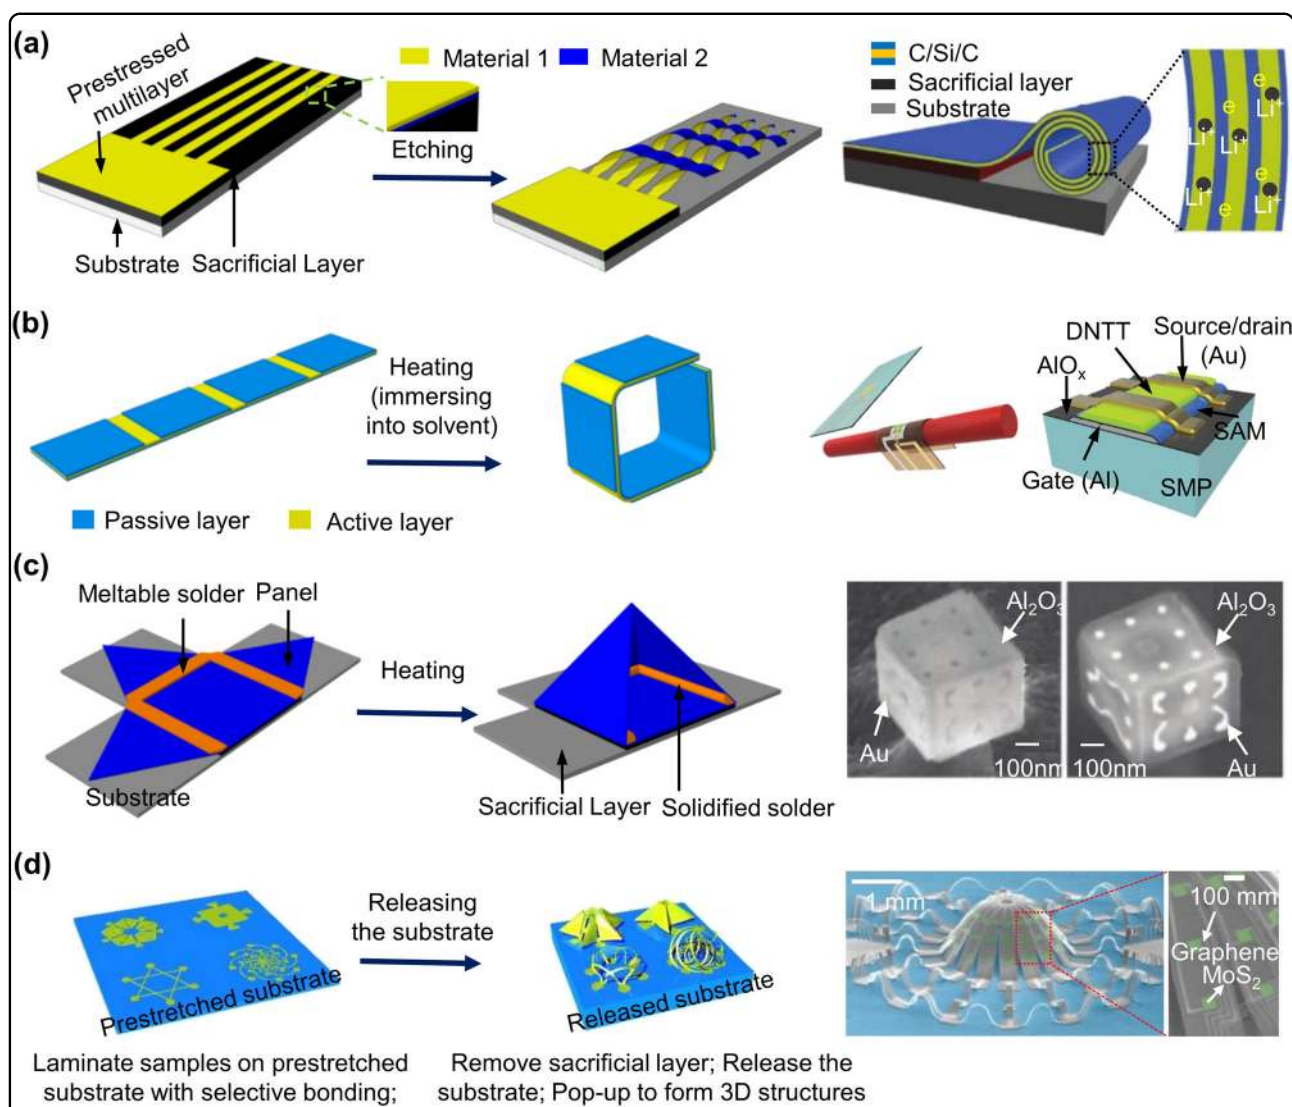 (a)
Prestressed
multilayer
Material 1
Material 2
Etching
Substrate
Sacrificial Layer
C/Si/C
Sacrificial layer
Substrate
e
Li+
Li+
Li+
e
e
Li+
Li+
(b)
Heating
(immersing
into solvent)
Passive layer
Active layer
DNTT
Source/drain
(Au)
AlOx
SAM
Gate (Al)
SMP
(c)
Meltable solder
Panel
Heating
Substrate
Sacrificial Layer
Solidified solder
Al2O3
Au
100nm
Al2O3
100nm
Au
(d)
Prestretched substrate
Releasing
the substrate
Released substrate
1 mm
100 mm
Graphene
MoS2
Laminate samples on prestretched
substrate with selective bonding;
Remove sacrificial layer; Release the
substrate; Pop-up to form 3D structures